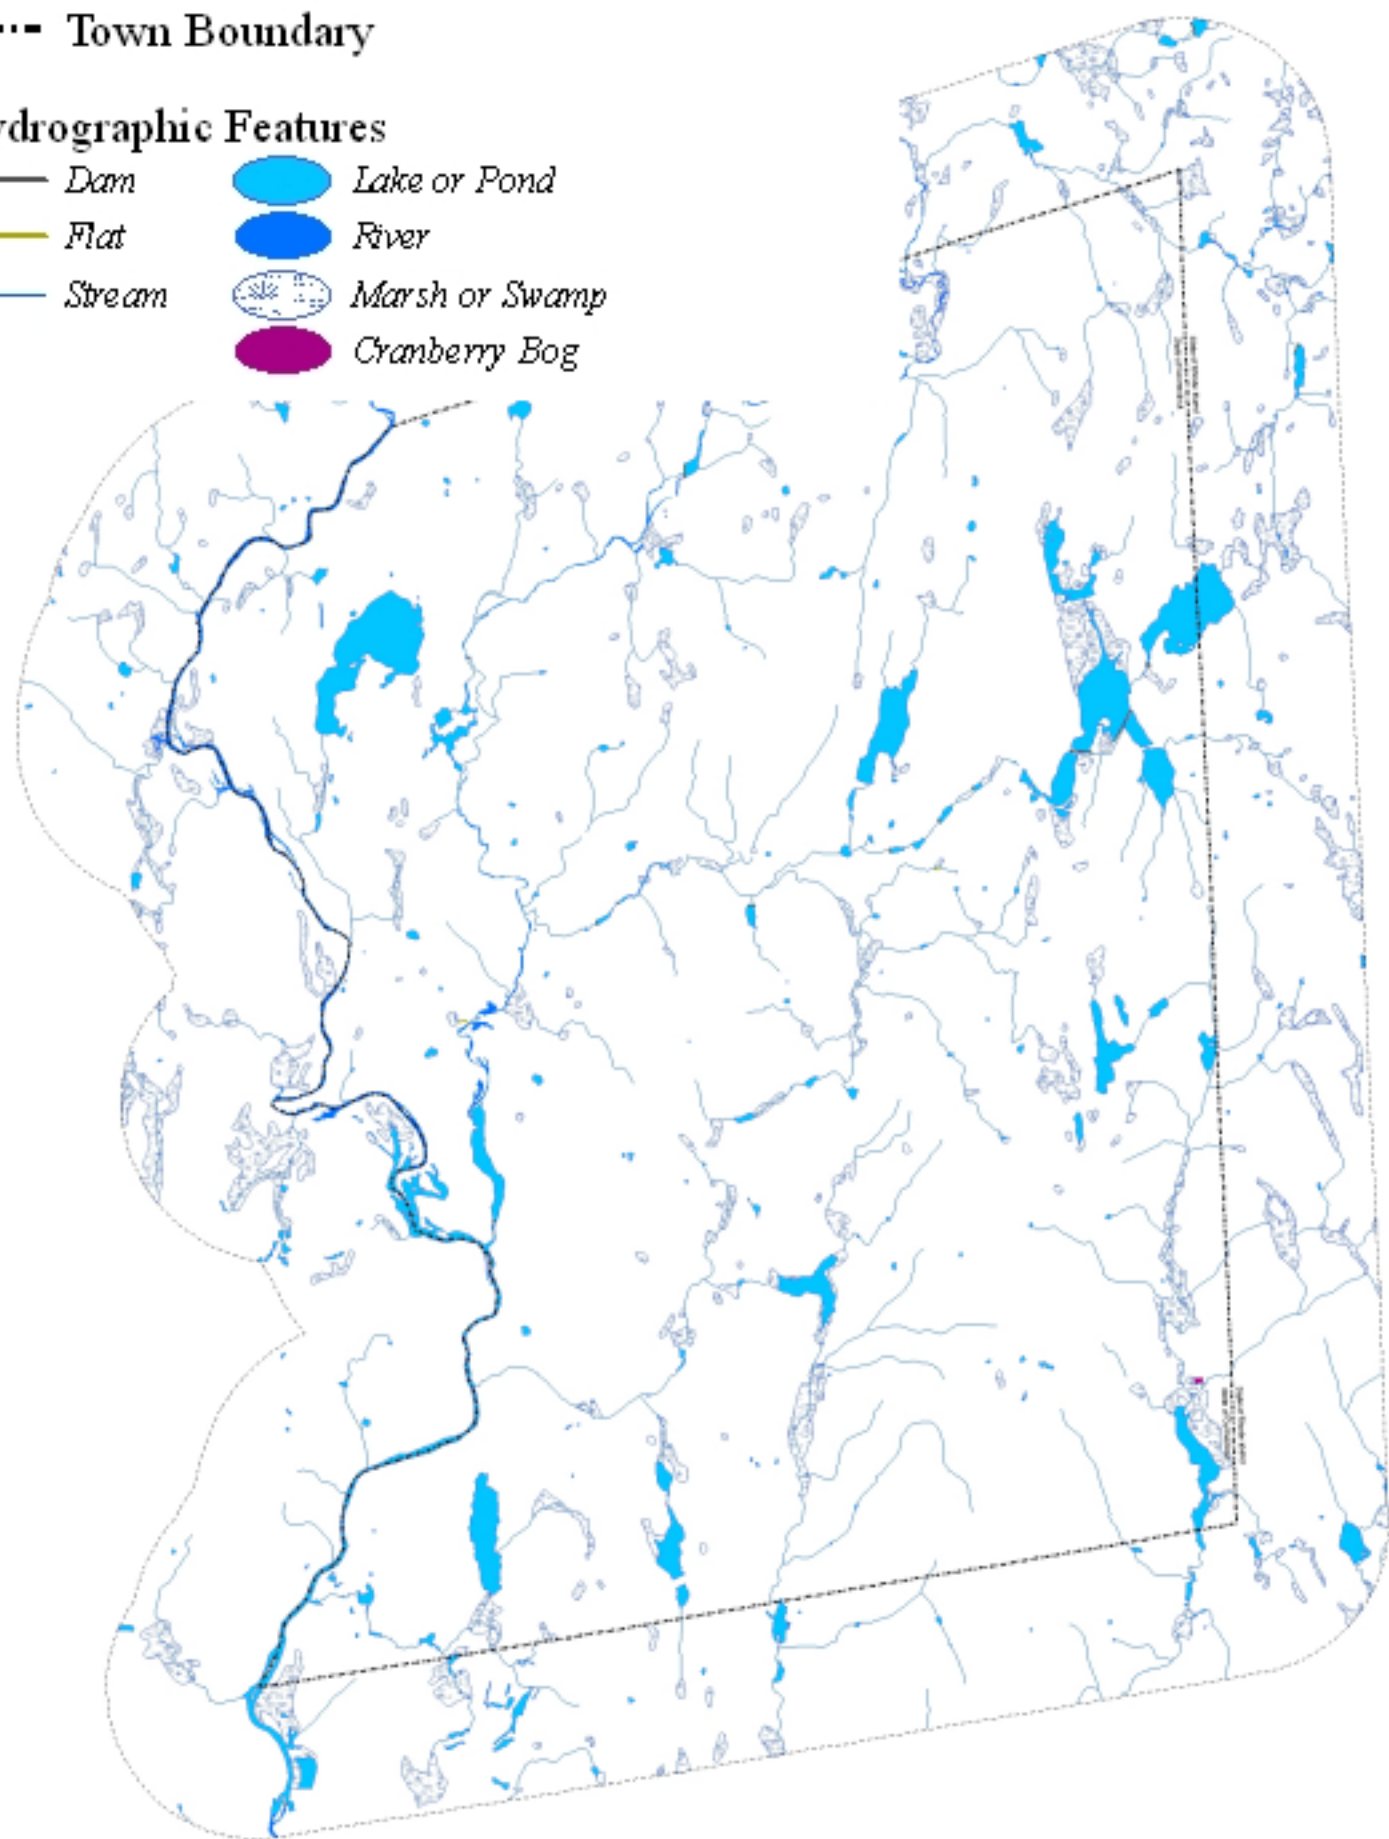 Town Boundary
ydrographic Features
Dam
Lake or Pond
Flat
River
Stream
Marsh or Swamp
Cranberry Bog